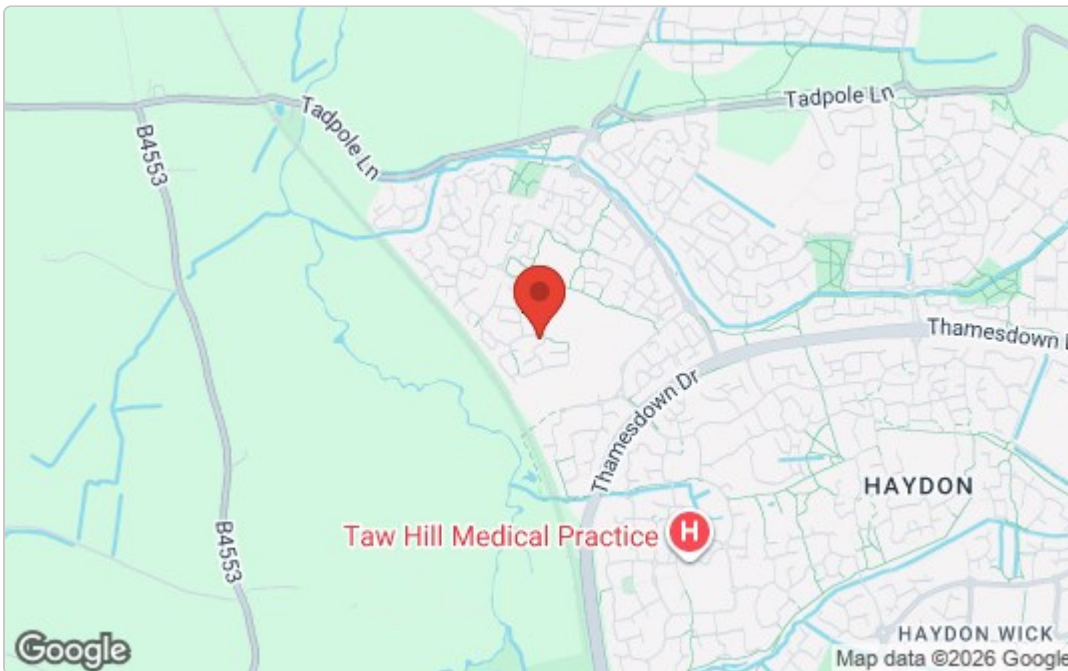 Tadpole Ln
Tadpole Ln
B4553
Thamesdown
Thamesdown Dr
HAYDON
Taw Hill Medical Practice H
B4553
HAYDON WICK
Google
Map data ©2026 Google